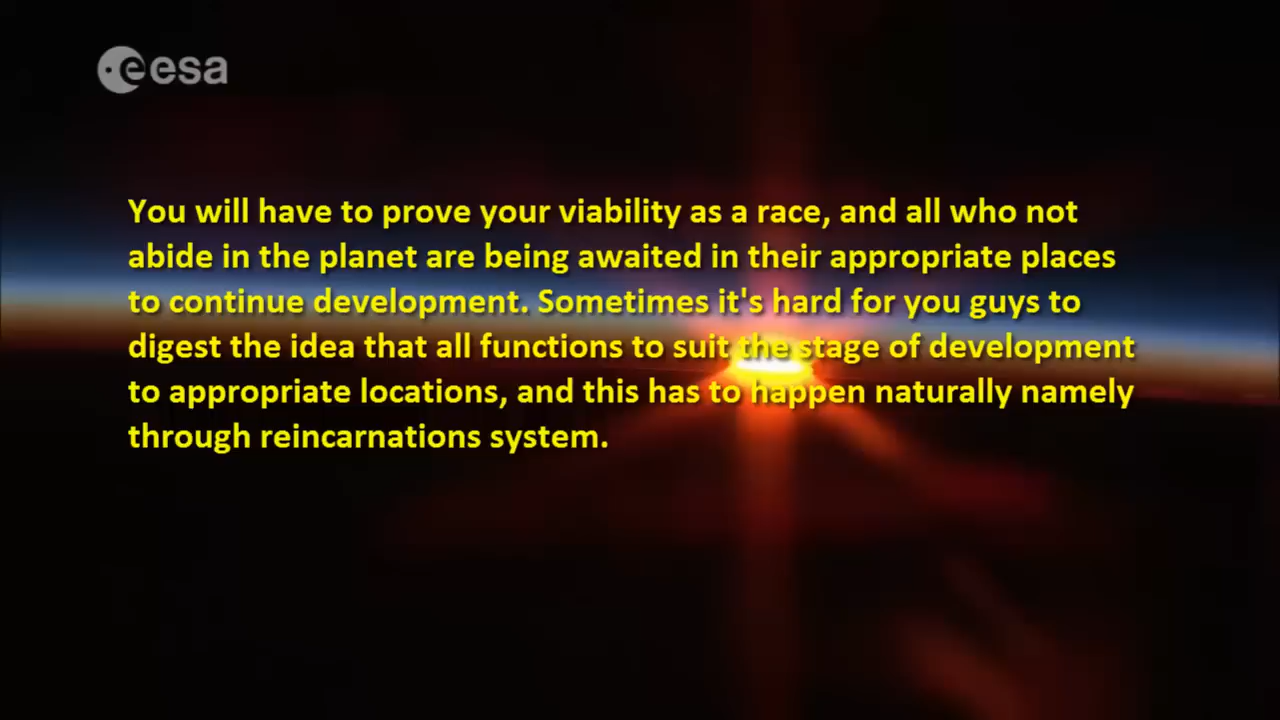 esa
You will have to prove your viability as a race, and all who not
abide in the planet are being awaited in their appropriate places
to continue development. Sometimes it's hard for you guys to
digest the idea that all functions to suit the stage of development
to appropriate locations, and this has to happen naturally namely
through reincarnations system.